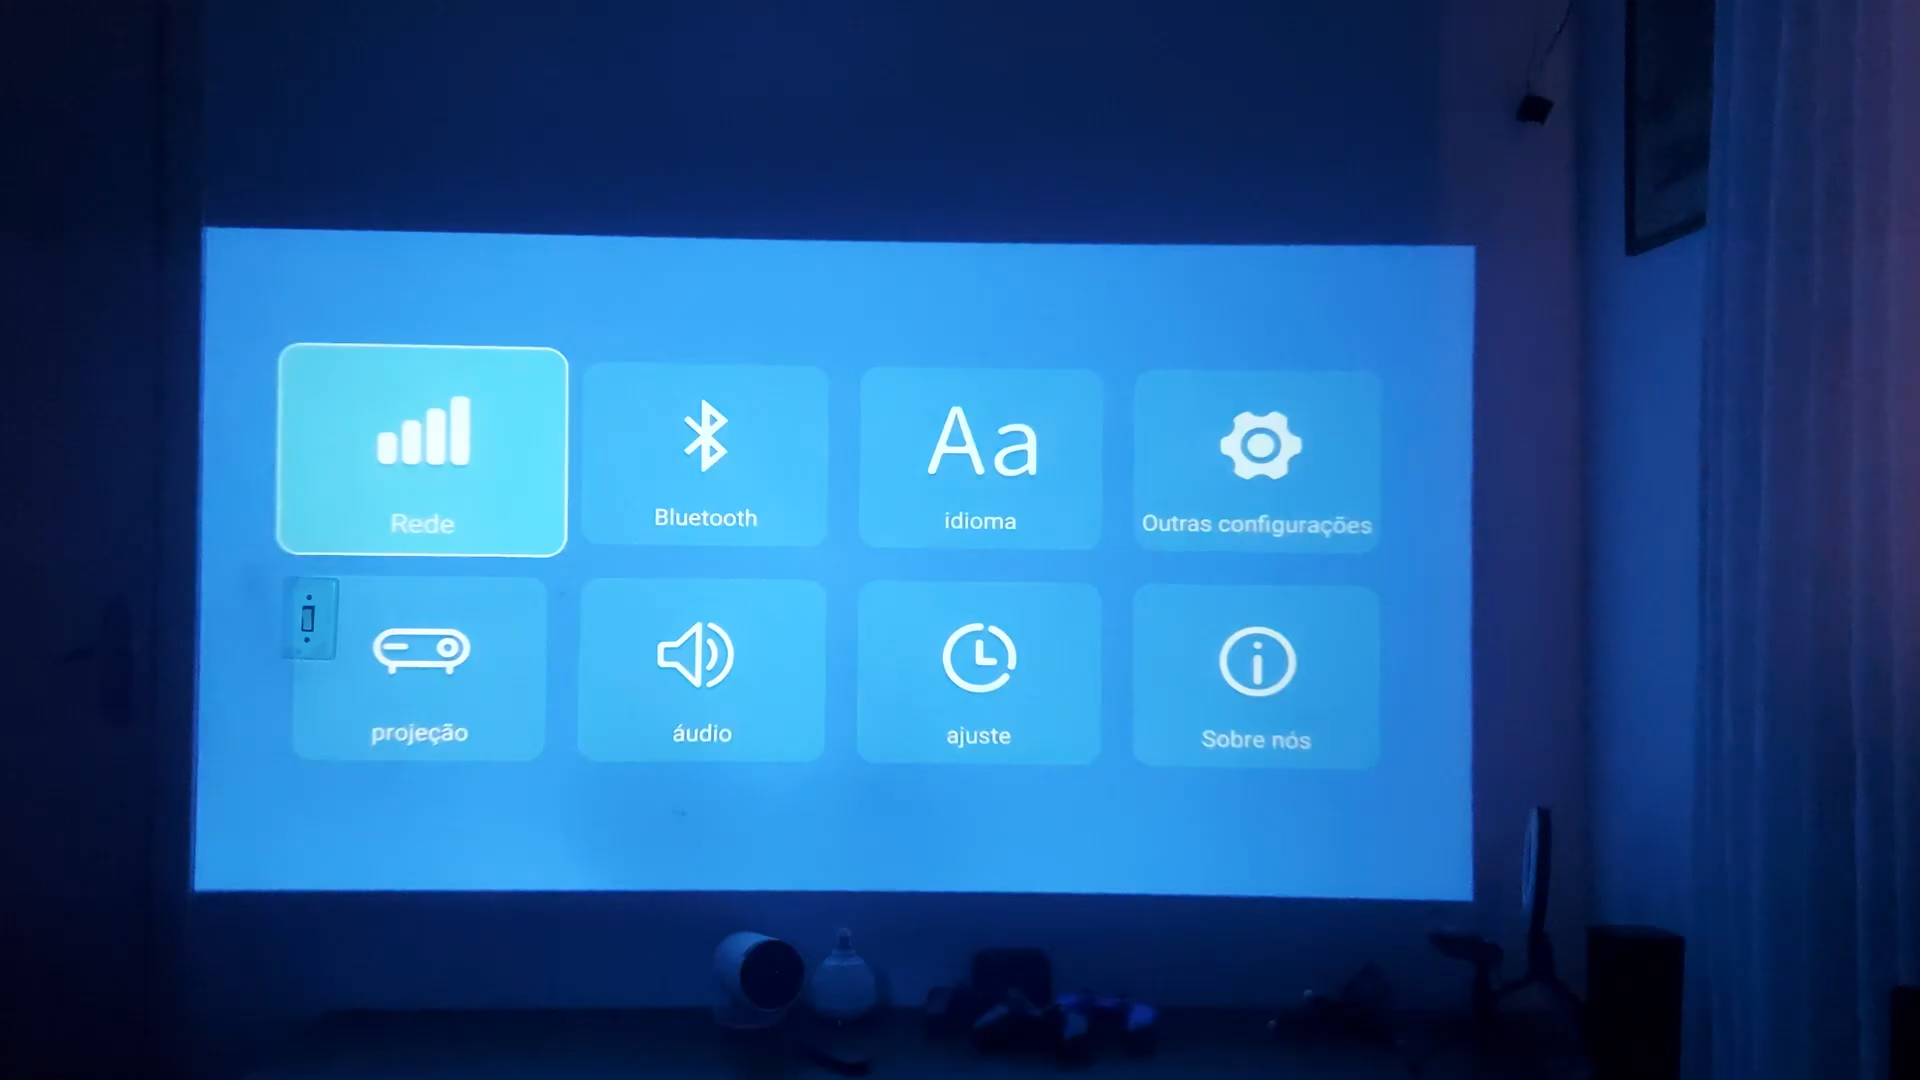 Rede
Bluetooth
Aa
idioma
Outras configurações
projeção
áudio
ajuste
Sobre nós